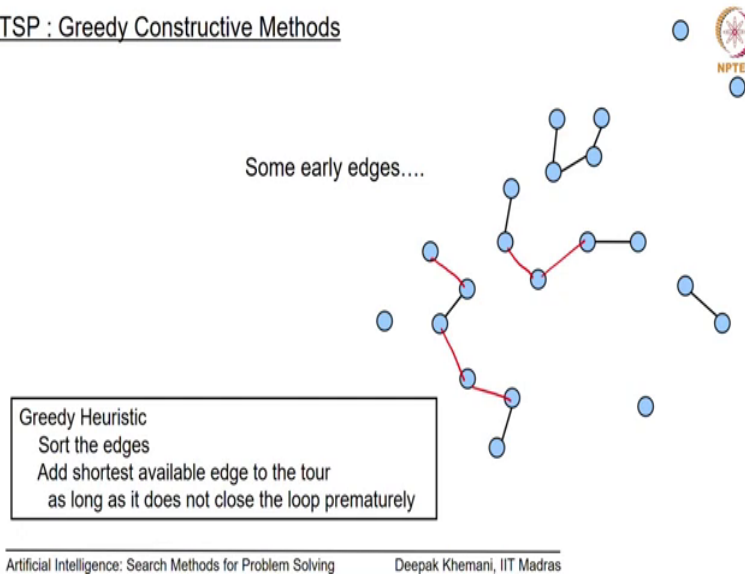 TSP : Greedy Constructive Methods
NPTE
Some early edges....
Greedy Heuristic
Sort the edges
Add shortest available edge to the tour
as long as it does not close the loop prematurely
Artificial Intelligence: Search Methods for Problem Solving Deepak Khemani, IIT Madras